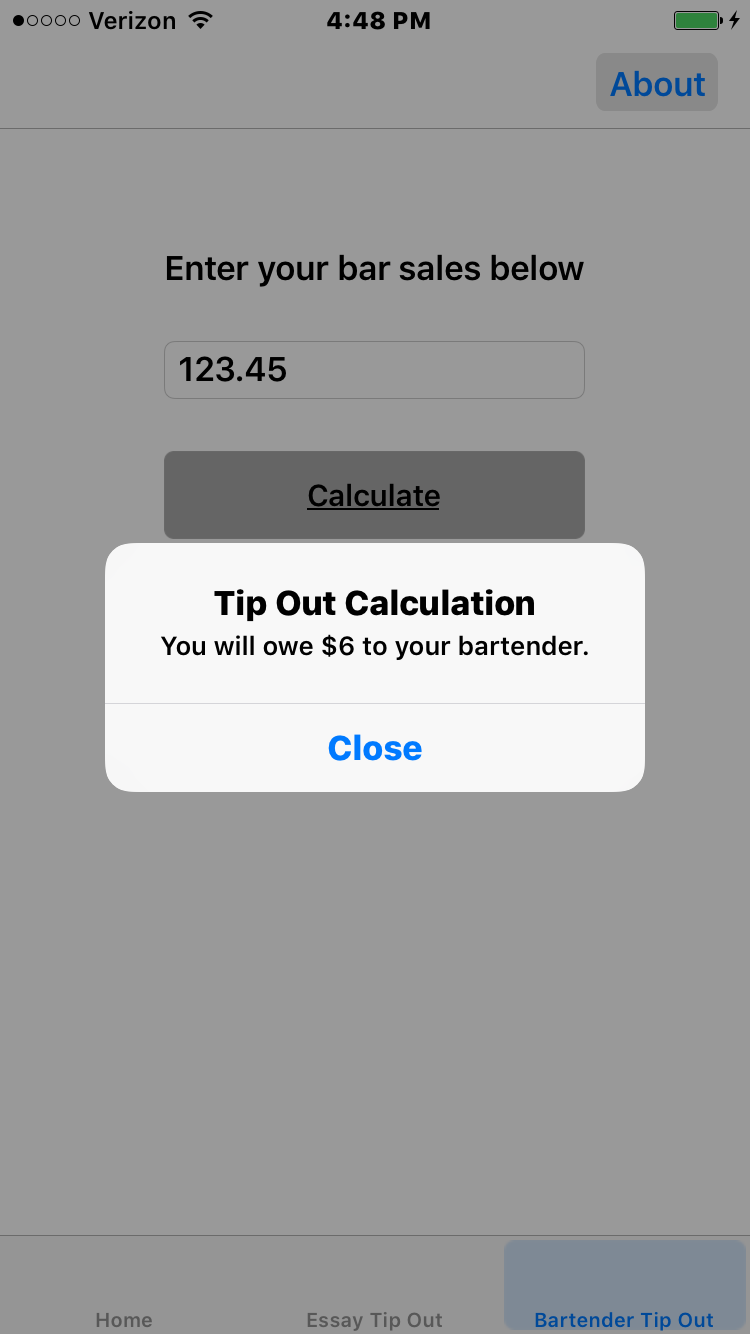 Verizon 4:48 PM
About
Enter your bar sales below
123.45
Calculate
Tip Out Calculation
You will owe $6 to your bartender.
Close
Home Essay Tip Out Bartender Tip Out